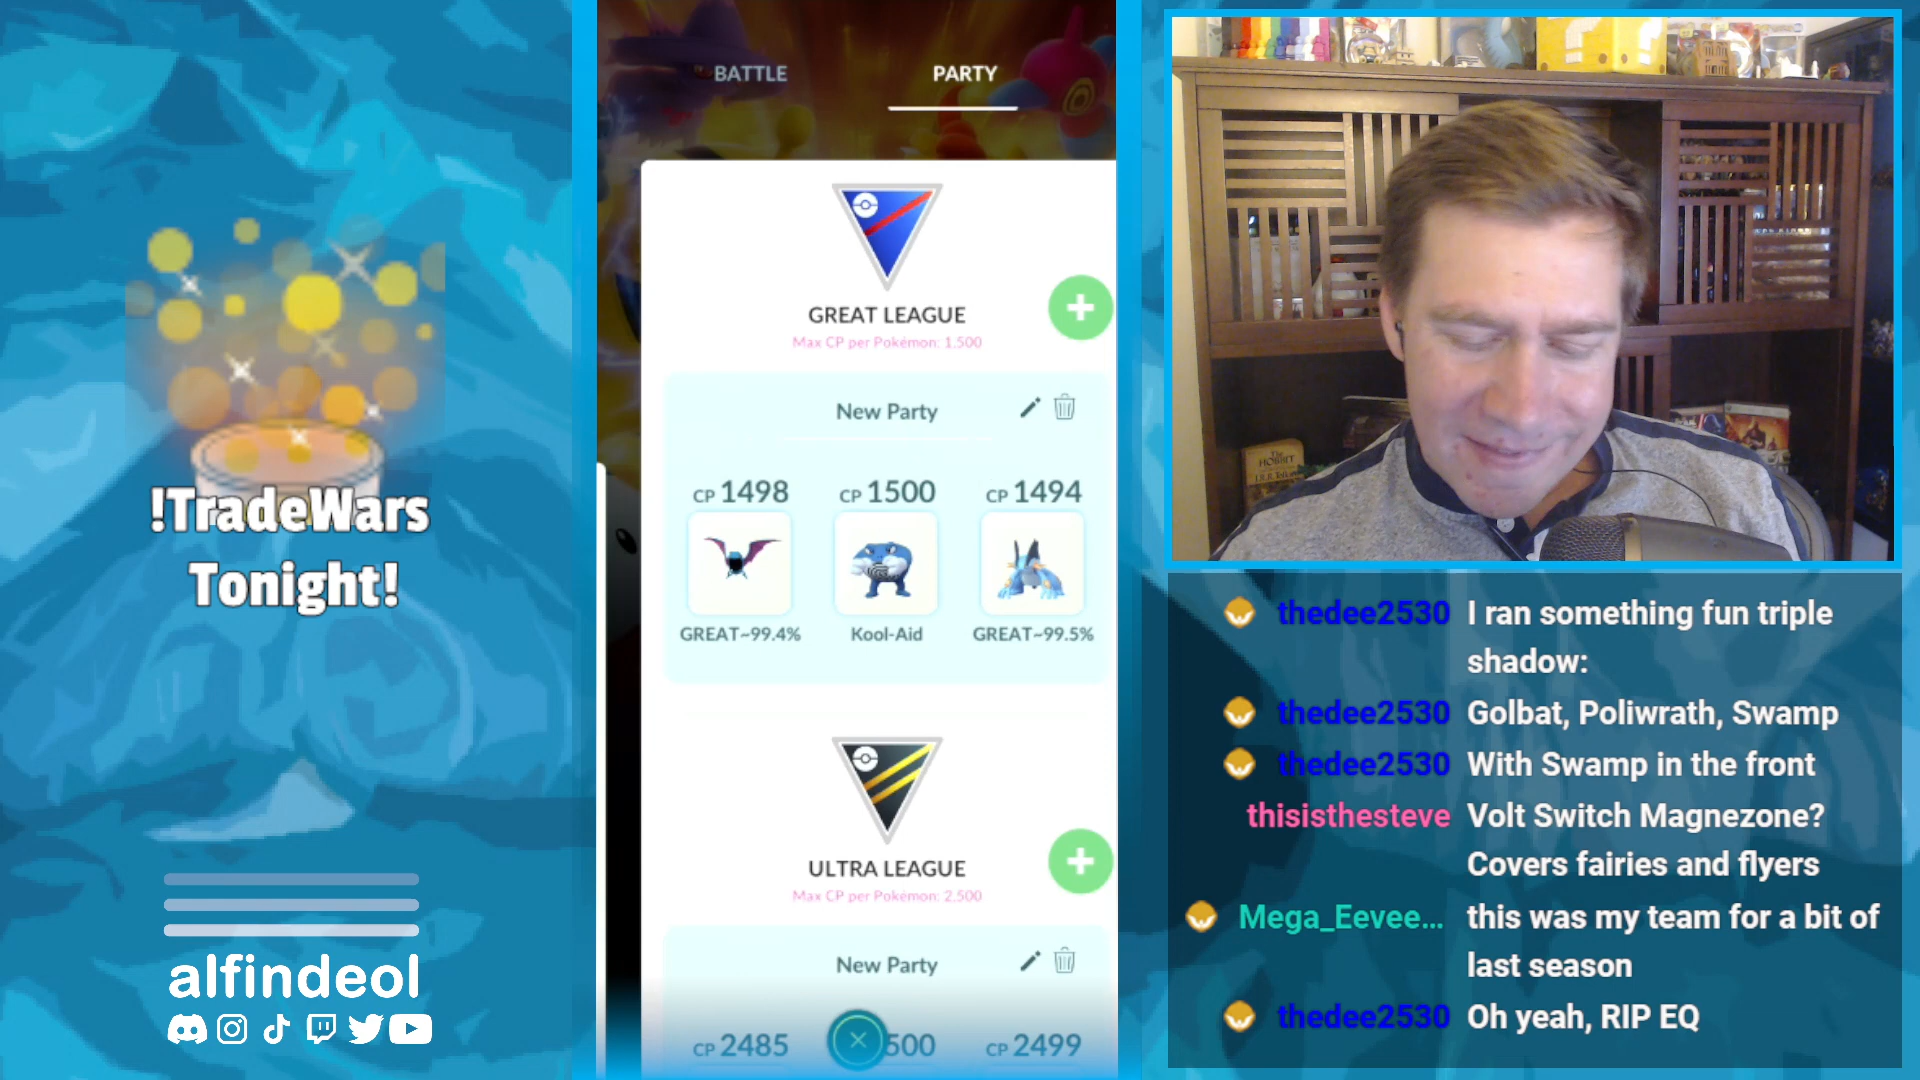 !TradeWars
Tonight!
alfindeol
BATTLE
PARTY
GREAT LEAGUE
Max CP per Pokémon: 1,500
New Party
CP 1498
CP 1500
CP 1494
GREAT~99.4%
Kool-Aid
GREAT~99.5%
ULTRA LEAGUE
Max CP per Pokémon: 2,500
New Party
CP 2485
500
CP 2499
The
HOBBIT
thedee2530 I ran something fun triple
shadow:
thedee2530 Golbat, Poliwrath, Swamp
thedee2530 With Swamp in the front
thisisthesteve Volt Switch Magnezone?
Covers fairies and flyers
Mega_Eevee... this was my team for a bit of
last season
thedee2530 Oh yeah, RIP EQ